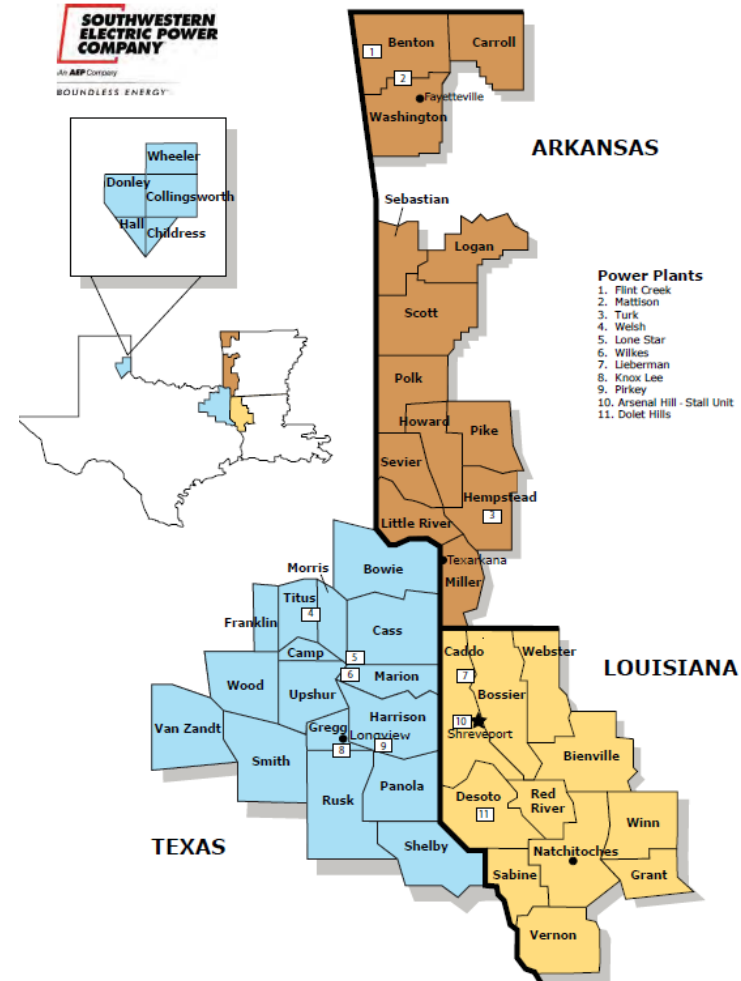 SOUTHWESTERN
ELECTRIC POWER
COMPANY
An AEP Company
BOUNDLESS ENERGY
Wheeler
Donley
Collingsworth
Hall
Childress
1
Benton
Carroll
2
Fayetteville
Washington
ARKANSAS
Sebastian
Logan
Scott
Polk
Howard
Pike
Sevier
Hempstead
3
Little River
Texarkana
Miller
Power Plants
1. Flint Creek
2. Mattison
3. Turk
4. Welsh
5. Lone Star
6. Wilkes
7. Lieberman
8. Knox Lee
9. Pirkey
10. Arsenal Hill - Stall Unit
11. Dolet Hills
Bowie
Morris
Titus
4
Franklin
Cass
Camp
5
6
Marion
Wood
Upshur
Harrison
Van Zandt
Gregg
Longview
8
9
Smith
Rusk
Panola
Shelby
TEXAS
Caddo
Webster
7
Bossier
LOUISIANA
10
Shreveport
Bienville
Desoto
11
Red
River
Winn
Natchitoches
Sabine
Grant
Vernon